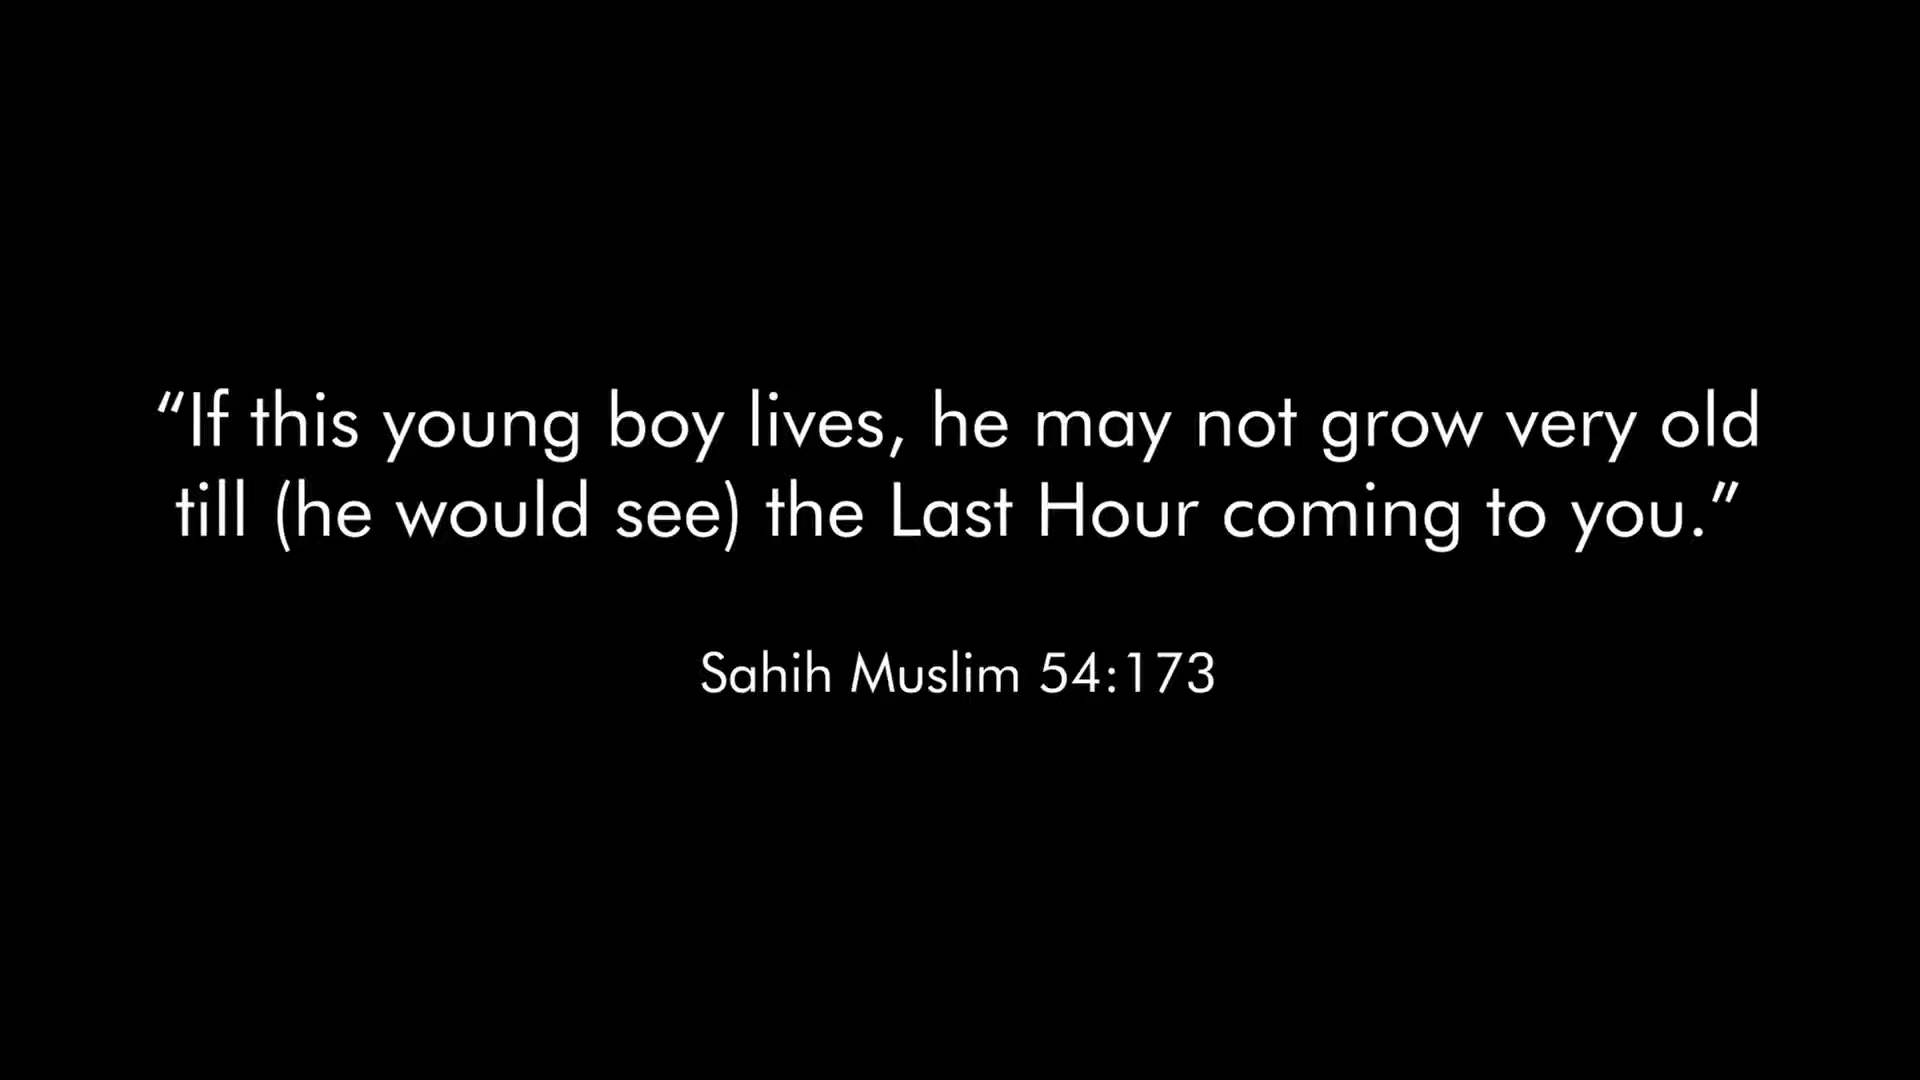 “If this young boy lives, he may not grow very old
till (he would see) the Last Hour coming to you.”
Sahih Muslim 54:173